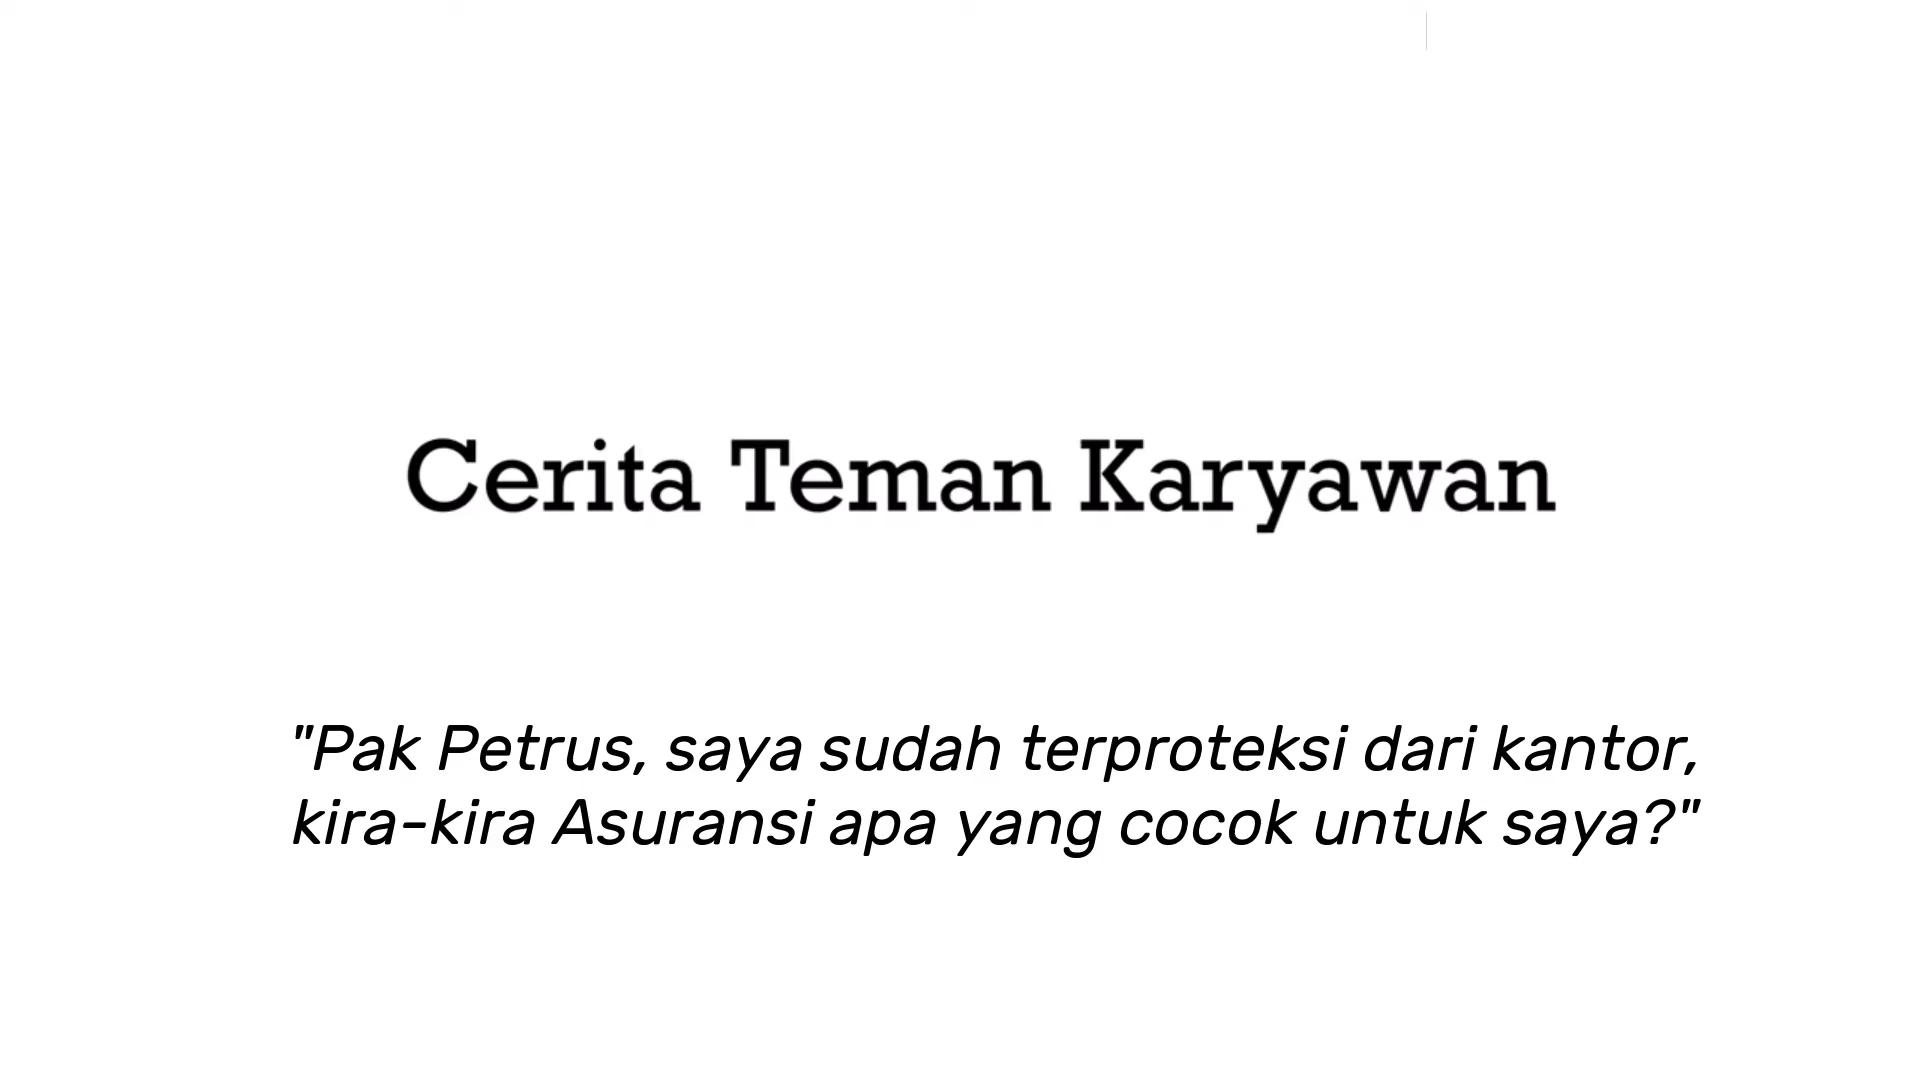 Cerita Teman Karyawan
"Pak Petrus, saya sudah terproteksi dari kantor,
kira-kira Asuransi apa yang cocok untuk saya?"